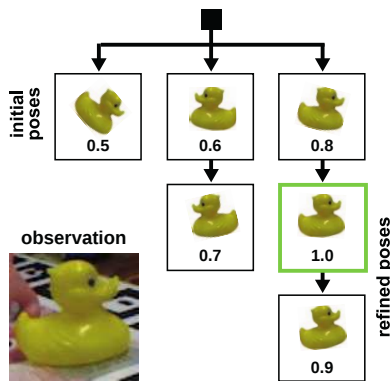 initial
poses
0.5
0.6
0.8
0.7
1.0
0.9
observation
refined poses